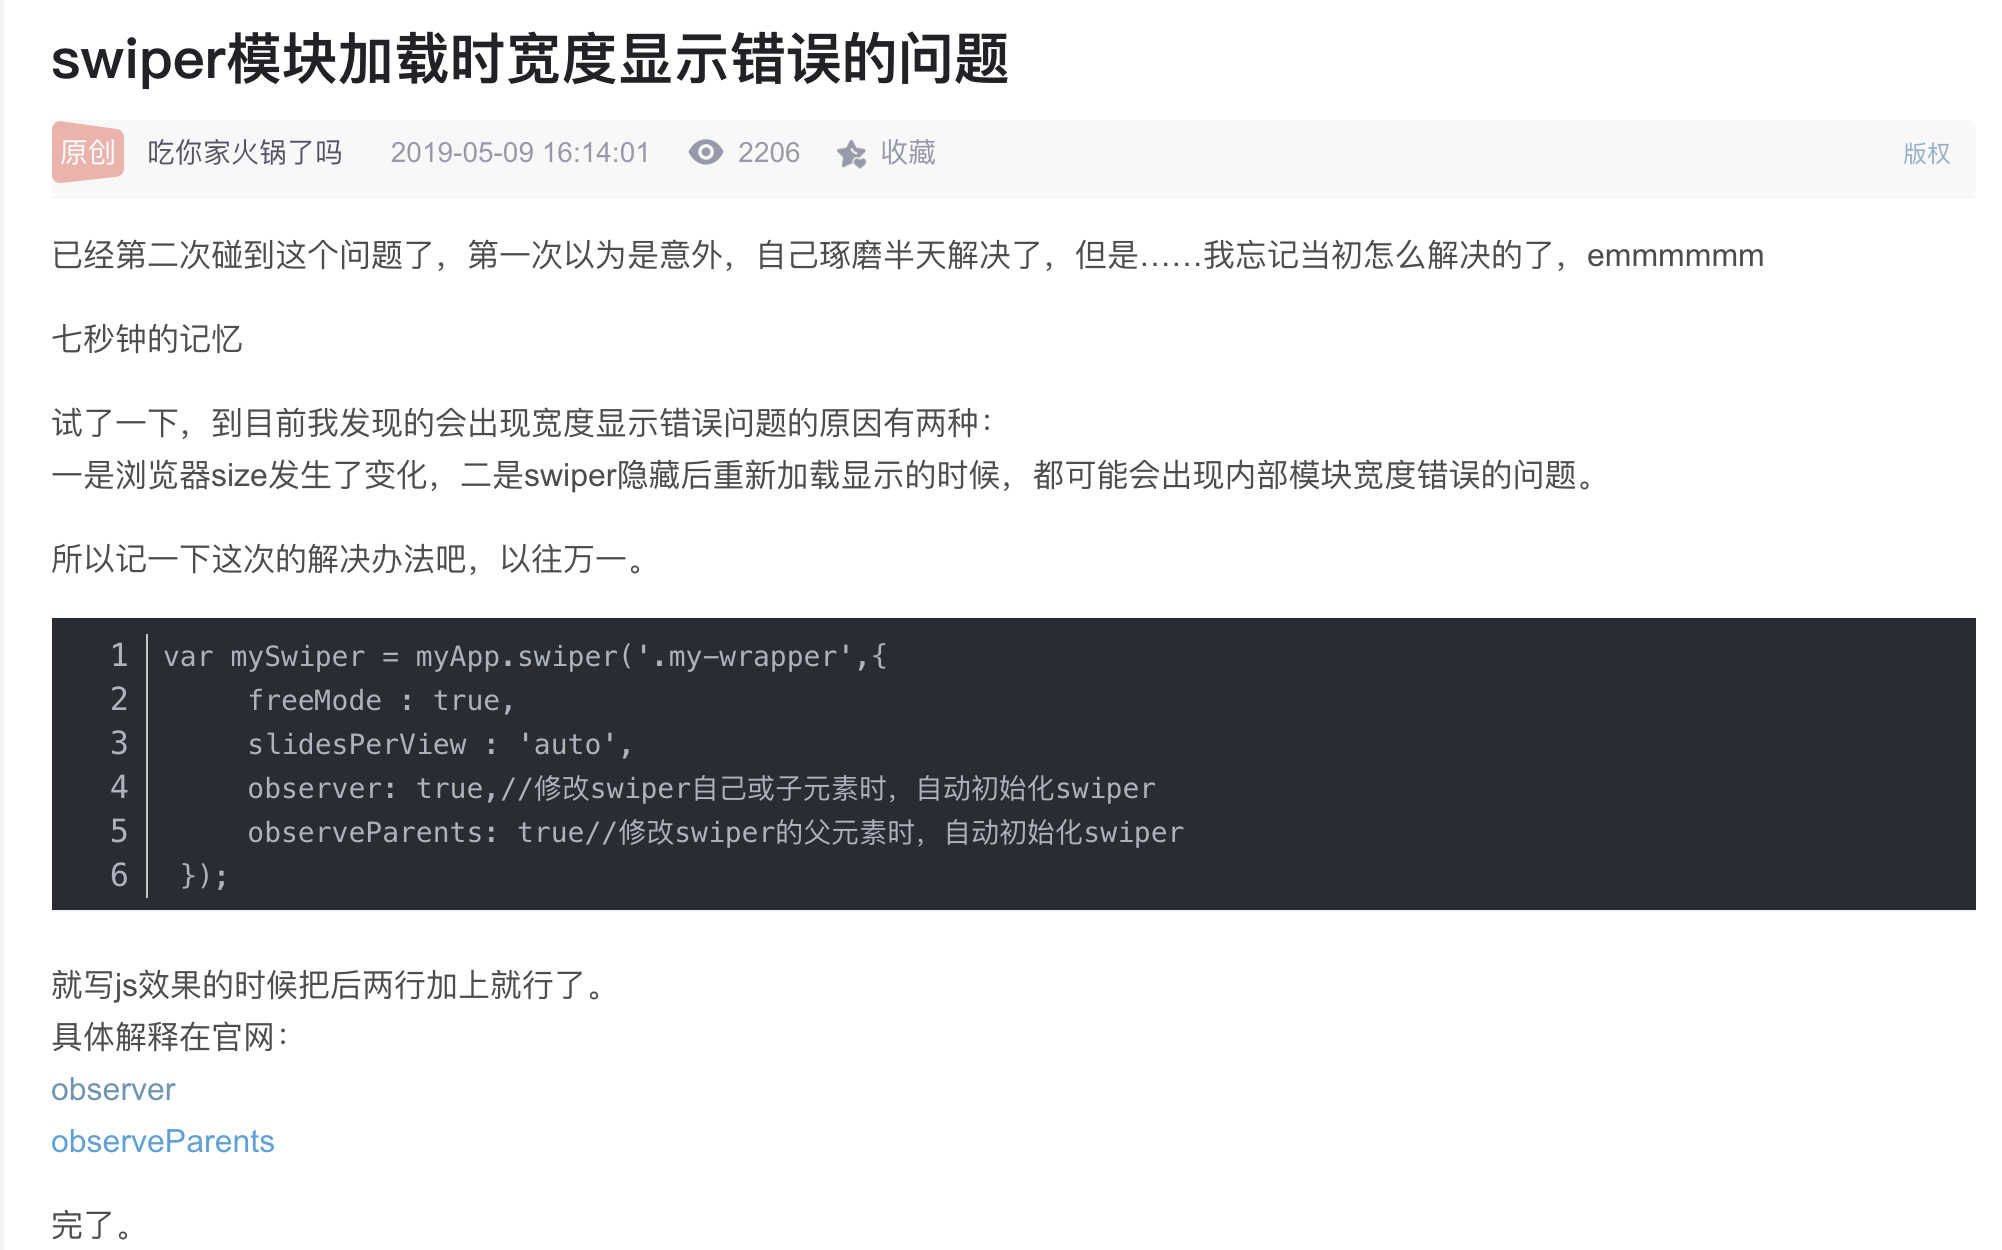 swiper模块加载时宽度显示错误的问题
原创 吃你家火锅了吗 2019-05-09 16:14:01 2206 收藏 版权
已经第二次碰到这个问题了，第一次以为是意外，自己琢磨半天解决了，但是……我忘记当初怎么解决的了，emmmmmm
七秒钟的记忆
试了一下，到目前我发现的会出现宽度显示错误问题的原因有两种：
一是浏览器size发生了变化，二是swiper隐藏后重新加载显示的时候，都可能会出现内部模块宽度错误的问题。
所以记一下这次的解决办法吧，以往万一。
1 var mySwiper = myApp.swiper('.my-wrapper',{
2 freeMode : true,
3 slidesPerView : 'auto',
4 observer: true,//修改swiper自己或子元素时，自动初始化swiper
5 observeParents: true//修改swiper的父元素时，自动初始化swiper
6 });
就写js效果的时候把后两行加上就行了。
具体解释在官网：
observer
observeParents
完了。